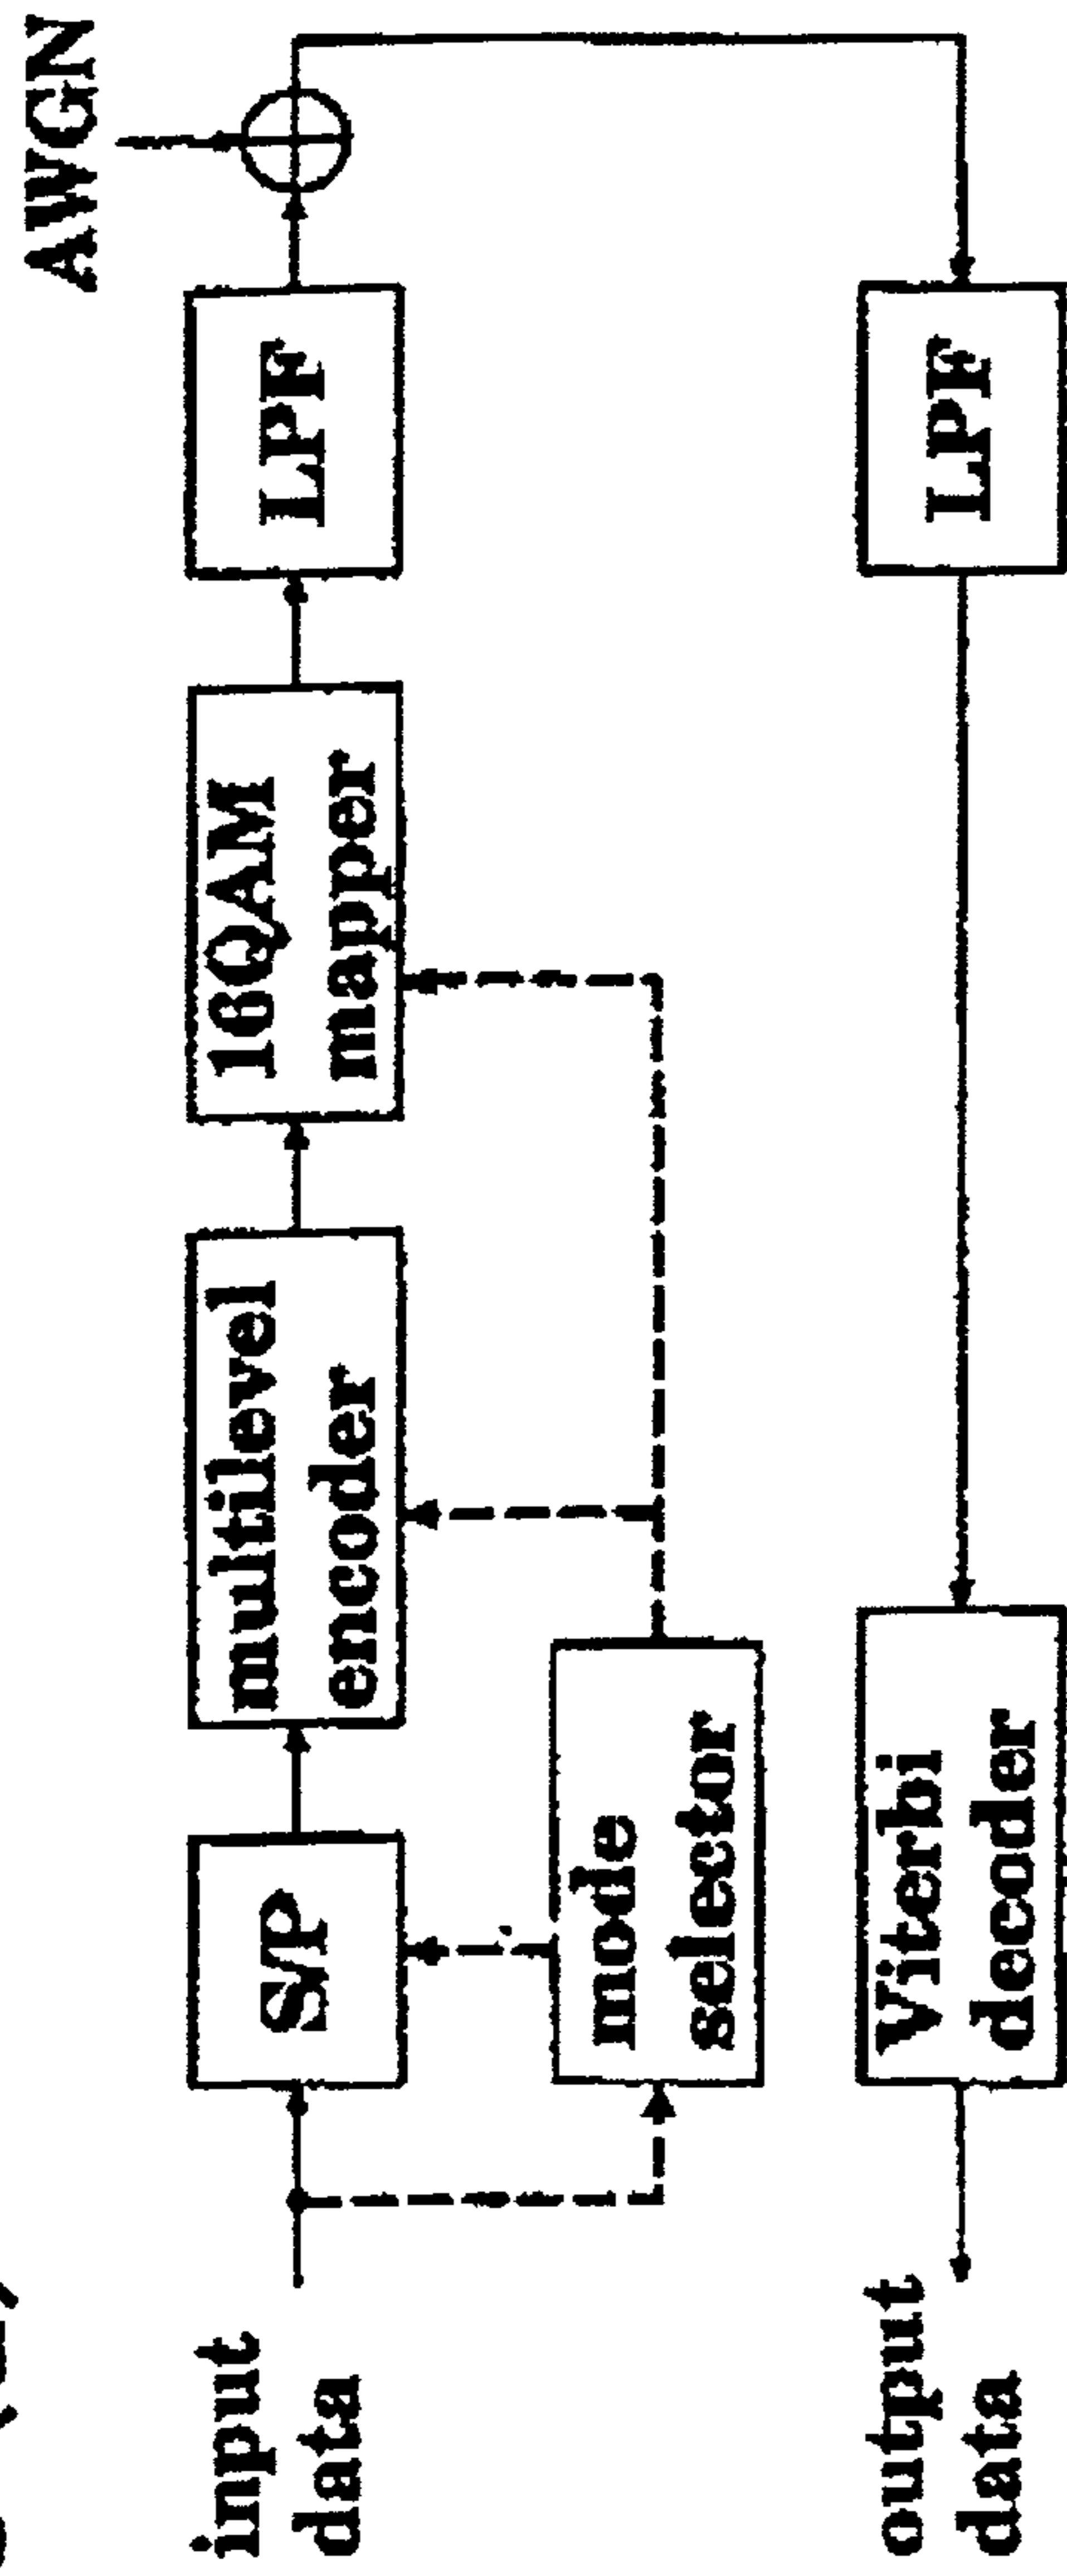 AWGN
input
data
S/P
multilevel
encoder
16QAM
mapper
LPF
mode
selector
output
data
Viterbi
decoder
LPF